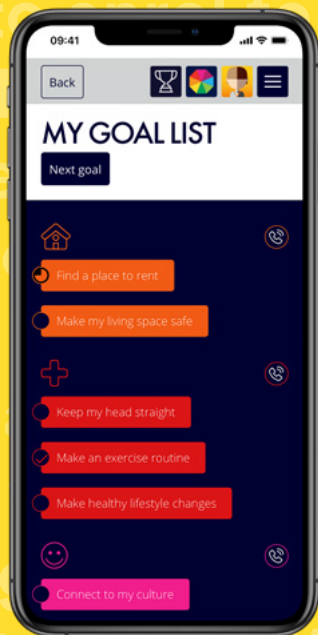 09:41
Back
MY GOAL LIST
Next goal
Find a place to rent
Make my living space safe
Keep my head straight
Make an exercise routine
Make healthy lifestyle changes
Connect to my culture